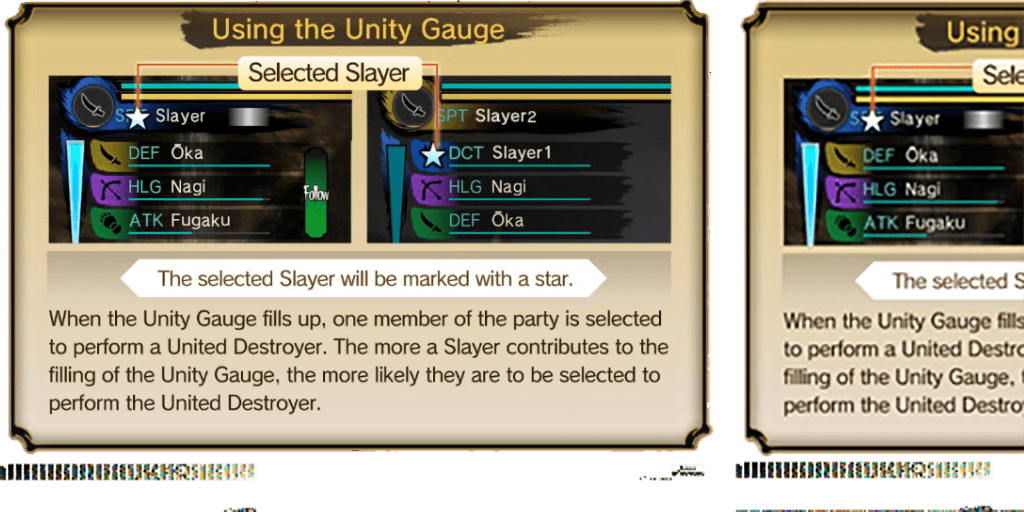 Using the Unity Gauge
Selected Slayer
Slayer
DEF Ōka
HLG Nagi
ATK Fugaku
Follow
SPT Slayer2
DCT Slayer1
HLG Nagi
DEF Ōka
The selected Slayer will be marked with a star.
When the Unity Gauge fills up, one member of the party is selected
to perform a United Destroyer. The more a Slayer contributes to the
filling of the Unity Gauge, the more likely they are to be selected to
perform the United Destroyer.
Using
Slayer
DEF Ōka
HLG Nagi
ATK Fugaku
The selected
When the Unity Gauge fills
to perform a United
filling of the Unity Gauge,
perform the United